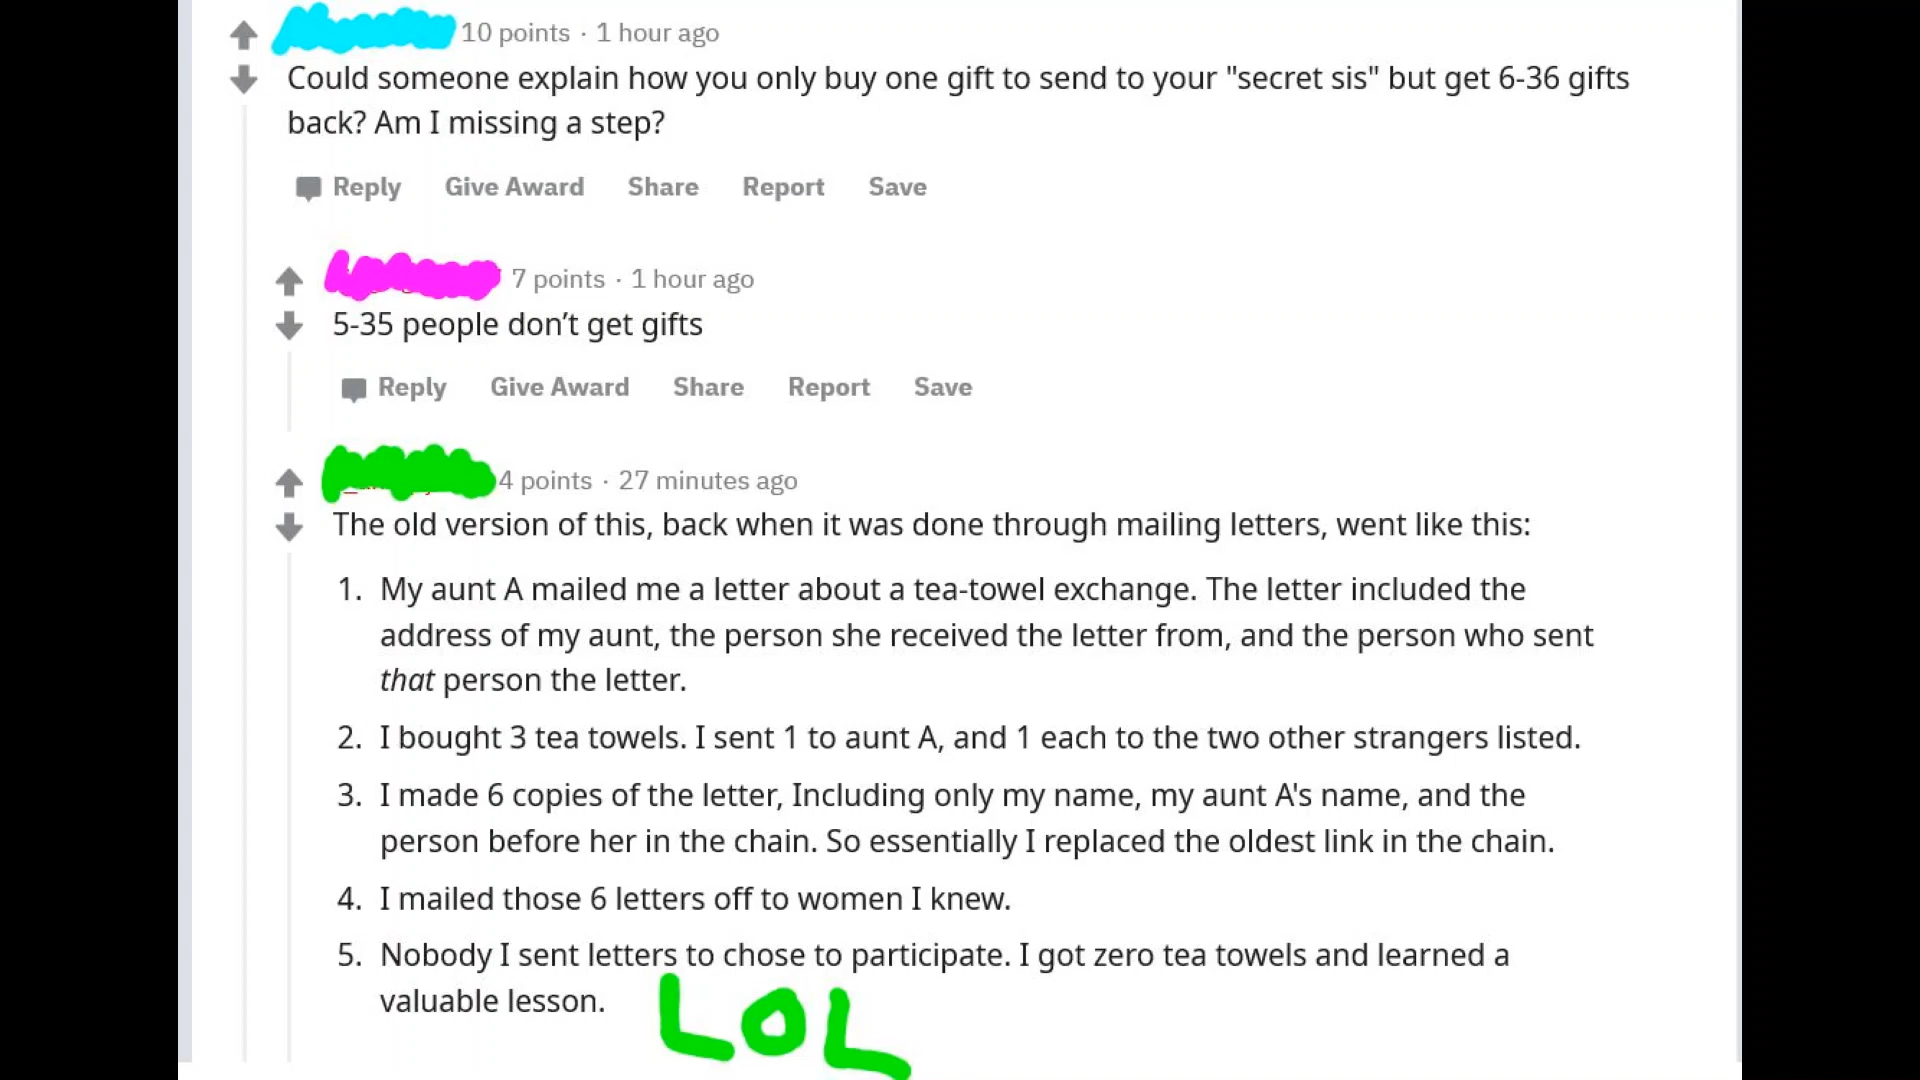 10 points · 1 hour ago
Could someone explain how you only buy one gift to send to your "secret sis" but get 6-36 gifts
back? Am I missing a step?
Reply Give Award Share Report Save
7 points · 1 hour ago
5-35 people don’t get gifts
Reply Give Award Share Report Save
4 points · 27 minutes ago
The old version of this, back when it was done through mailing letters, went like this:
1. My aunt A mailed me a letter about a tea-towel exchange. The letter included the
address of my aunt, the person she received the letter from, and the person who sent
that person the letter.
2. I bought 3 tea towels. I sent 1 to aunt A, and 1 each to the two other strangers listed.
3. I made 6 copies of the letter, Including only my name, my aunt A's name, and the
person before her in the chain. So essentially I replaced the oldest link in the chain.
4. I mailed those 6 letters off to women I knew.
5. Nobody I sent letters to chose to participate. I got zero tea towels and learned a
valuable lesson.
LOL